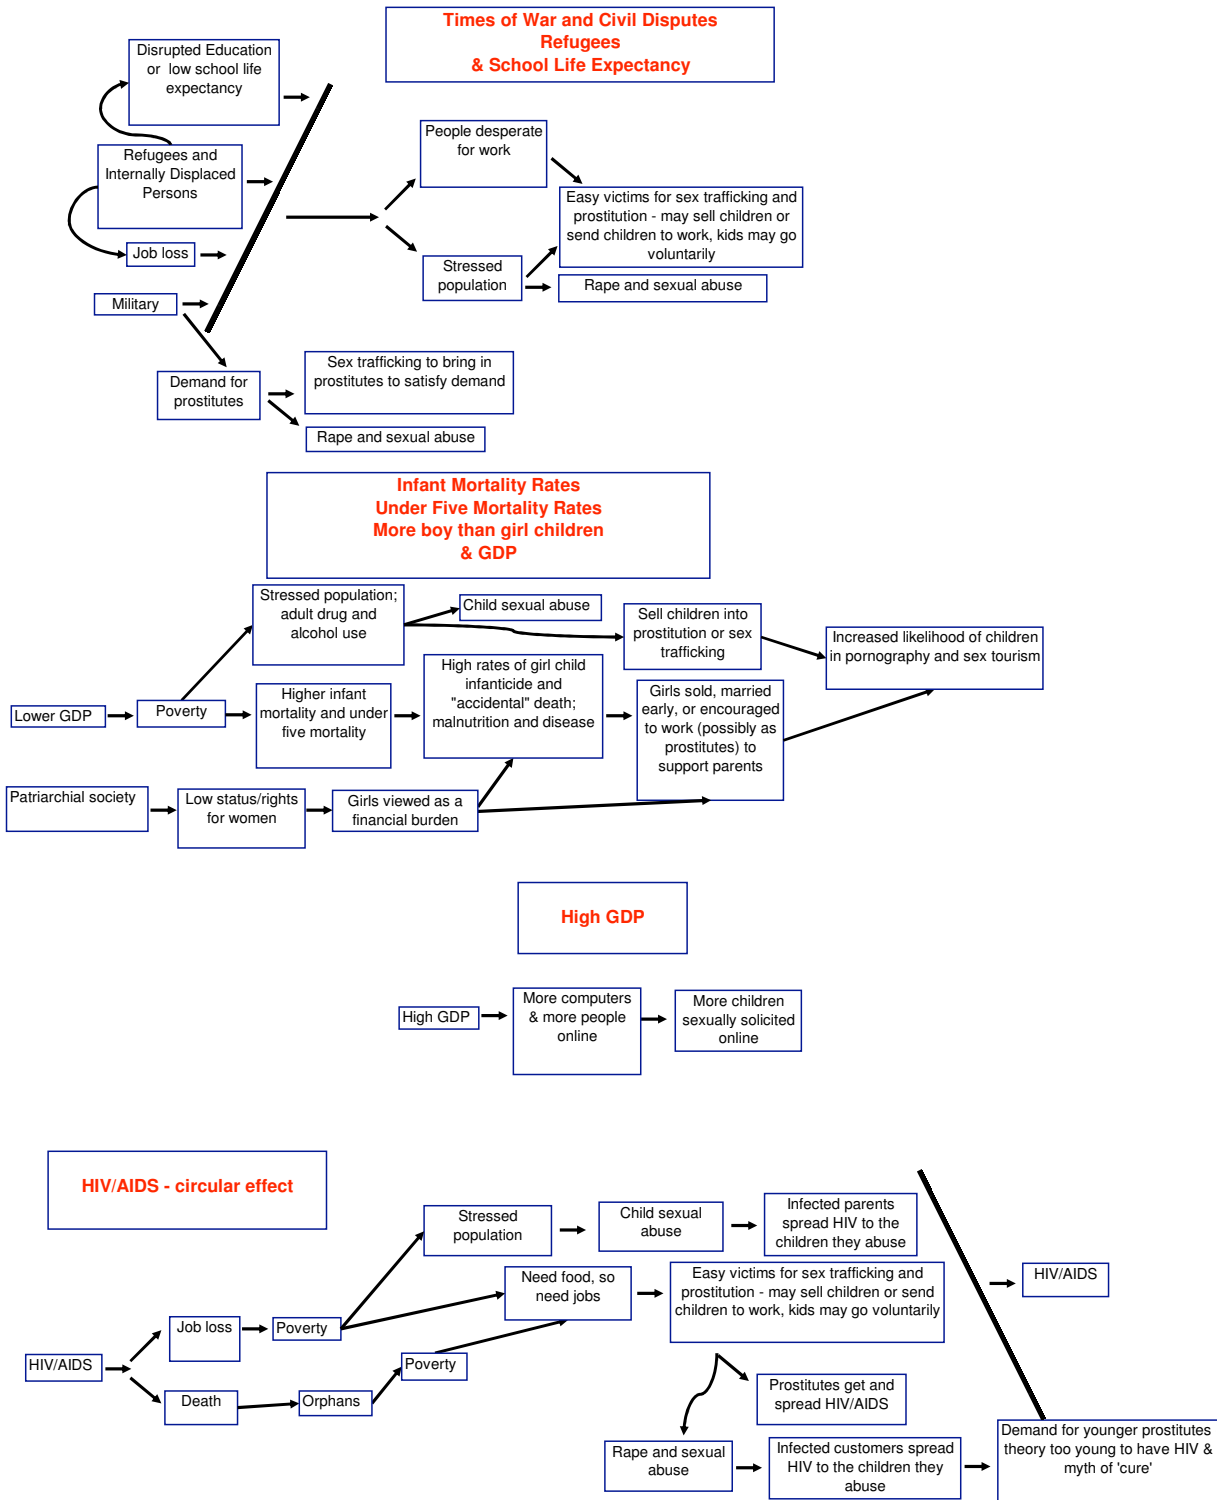 Times of War and Civil Disputes
Refugees
& School Life Expectancy
Disrupted Education
or low school life
expectancy
Refugees and
Internally Displaced
Persons
Job loss
Military
People desperate
for work
Stressed
population
Easy victims for sex trafficking and
prostitution - may sell children or
send children to work, kids may go
voluntarily
Rape and sexual abuse
Demand for
prostitutes
Sex trafficking to bring in
prostitutes to satisfy demand
Rape and sexual abuse
Infant Mortality Rates
Under Five Mortality Rates
More boy than girl children
& GDP
Stressed population;
adult drug and
alcohol use
Child sexual abuse
Sell children into
prostitution or sex
trafficking
Increased likelihood of children
in pornography and sex tourism
Lower GDP
Poverty
Higher infant
mortality and under
five mortality
High rates of girl child
infanticide and
"accidental" death;
malnutrition and disease
Girls sold, married
early, or encouraged
to work (possibly as
prostitutes) to
support parents
Patriarchial society
Low status/rights
for women
Girls viewed as a
financial burden
High GDP
High GDP
More computers
& more people
online
More children
sexually solicited
online
HIV/AIDS - circular effect
Stressed
population
Child sexual
abuse
Infected parents
spread HIV to the
children they abuse
HIV/AIDS
Need food, so
need jobs
Easy victims for sex trafficking and
prostitution - may sell children or send
children to work, kids may go voluntarily
Job loss
Poverty
HIV/AIDS
Death
Orphans
Poverty
Prostitutes get and
spread HIV/AIDS
Rape and sexual
abuse
Infected customers spread
HIV to the children they
abuse
Demand for younger prostitutes
theory too young to have HIV &
myth of 'cure'